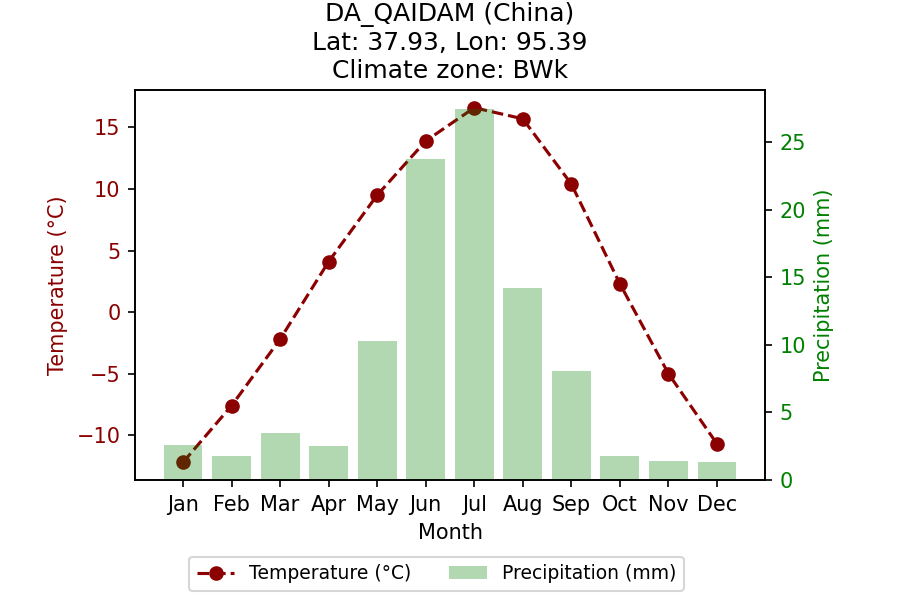 DA_QAIDAM (China)
Lat: 37.93, Lon: 95.39
Climate zone: BWk
15
10
5
0
−5
−10
Temperature (°C)
25
20
15
10
5
0
Precipitation (mm)
Jan Feb Mar Apr May Jun Jul Aug Sep Oct Nov Dec
Month
Temperature (°C) Precipitation (mm)